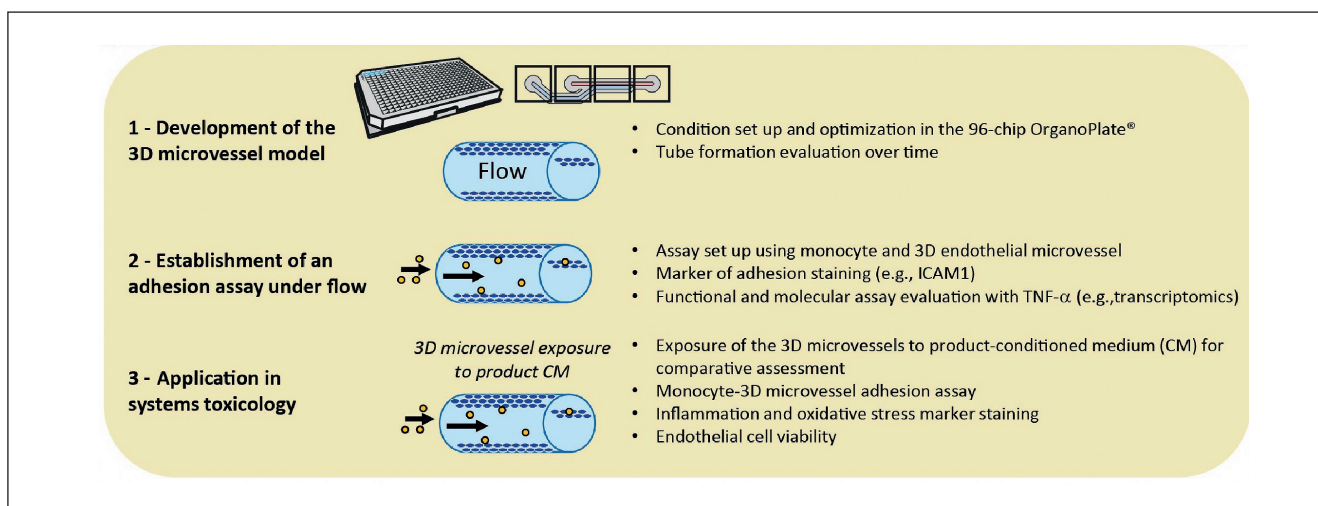 1 - Development of the
3D microvessel model
Flow
• Condition set up and optimization in the 96-chip OrganoPlate®
• Tube formation evaluation over time
2 - Establishment of an
adhesion assay under flow
• Assay set up using monocyte and 3D endothelial microvessel
• Marker of adhesion staining (e.g., ICAM1)
• Functional and molecular assay evaluation with TNF-α (e.g.,transcriptomics)
3 - Application in
systems toxicology
3D microvessel exposure
to product CM
• Exposure of the 3D microvessels to product-conditioned medium (CM) for
comparative assessment
• Monocyte-3D microvessel adhesion assay
• Inflammation and oxidative stress marker staining
• Endothelial cell viability